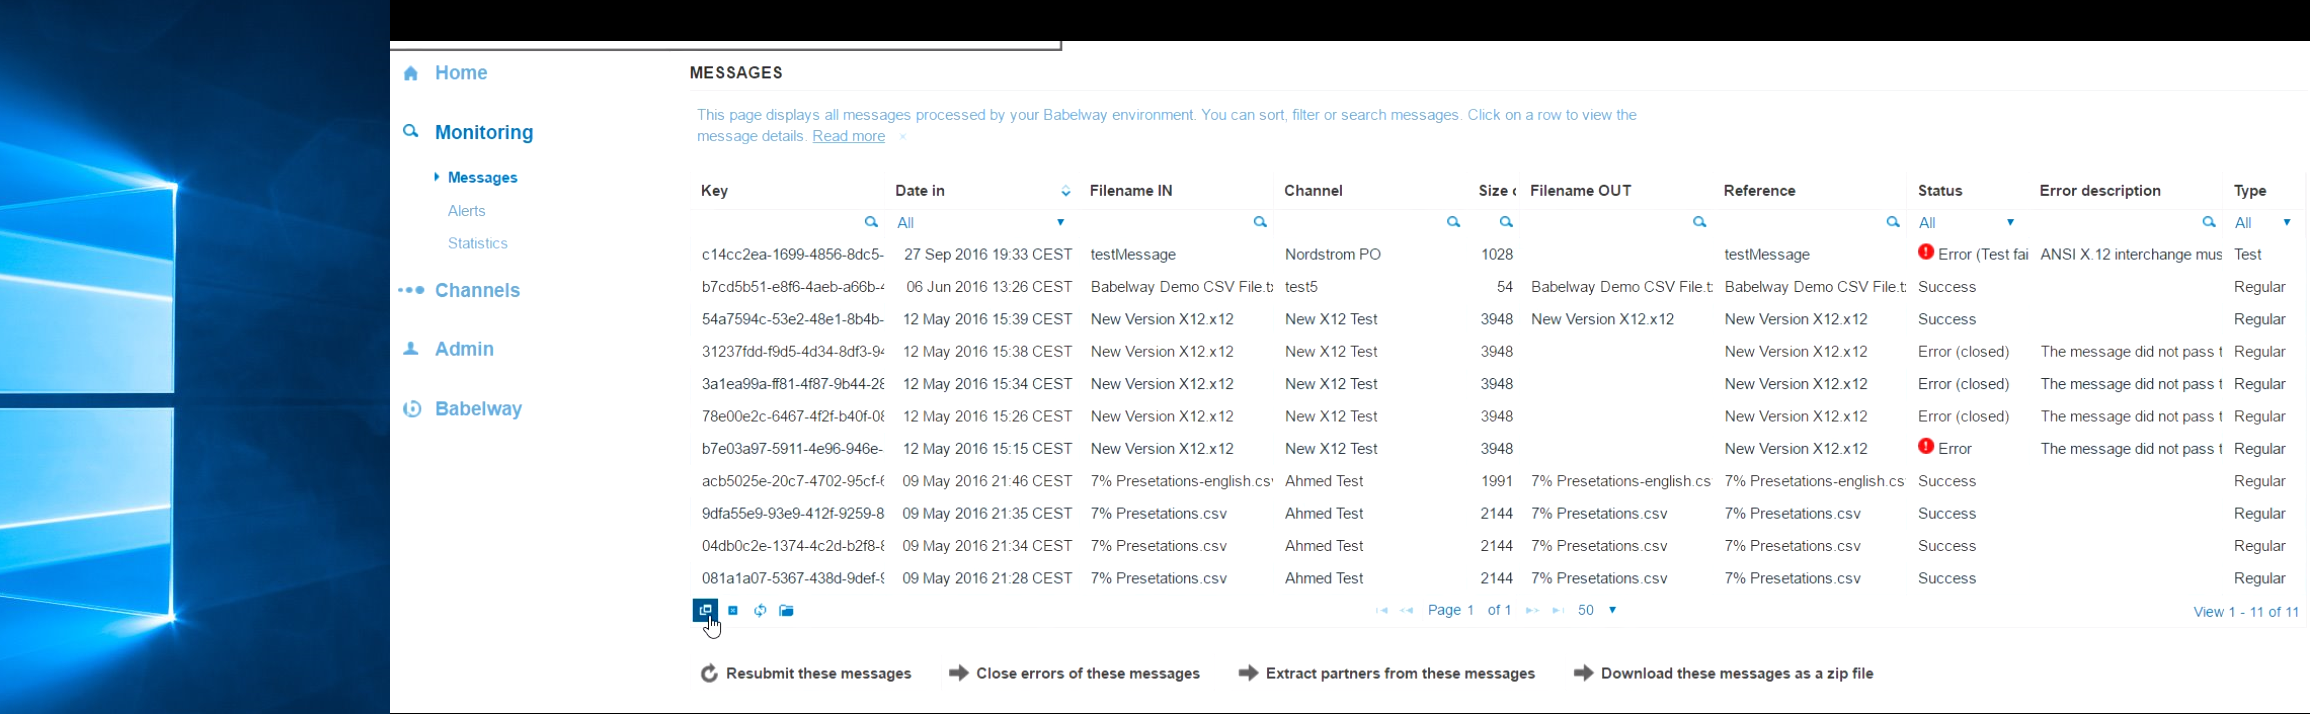 Home
Monitoring
Messages
Alerts
Statistics
Channels
Admin
Babelway
MESSAGES
This page displays all messages processed by your Babelway environment. You can sort, filter or search messages. Click on a row to view the
message details. Read more ×
Key Date in Filename IN Channel Size Filename OUT Reference Status Error description Type
All All All
c14cc2ea-1699-4856-8dc5- 27 Sep 2016 19:33 CEST testMessage Nordstrom PO 1028 testMessage Error (Test fai ANSI X.12 interchange mus Test
b7cd5b51-e8f6-4aeb-a66b- 06 Jun 2016 13:26 CEST Babelway Demo CSV File.t test5 54 Babelway Demo CSV File.t Babelway Demo CSV File.t Success Regular
54a7594c-53e2-48e1-8b4b- 12 May 2016 15:39 CEST New Version X12.x12 New X12 Test 3948 New Version X12.x12 New Version X12.x12 Success Regular
31237fdd-f9d5-4d34-8df3-9 12 May 2016 15:38 CEST New Version X12.x12 New X12 Test 3948 New Version X12.x12 Error (closed) The message did not pass t Regular
3a1ea99a-ff81-4f87-9b44-28 12 May 2016 15:34 CEST New Version X12.x12 New X12 Test 3948 New Version X12.x12 Error (closed) The message did not pass t Regular
78e00e2c-6467-4f2f-b40f-08 12 May 2016 15:26 CEST New Version X12.x12 New X12 Test 3948 New Version X12.x12 Error (closed) The message did not pass t Regular
b7e03a97-5911-4e96-946e- 12 May 2016 15:15 CEST New Version X12.x12 New X12 Test 3948 New Version X12.x12 Error The message did not pass t Regular
acb5025e-20c7-4702-95cf- 09 May 2016 21:46 CEST 7% Presetations-english.csv Ahmed Test 1991 7% Presetations-english.cs 7% Presetations-english.cs Success Regular
9dfa55e9-93e9-412f-9259-8 09 May 2016 21:35 CEST 7% Presetations.csv Ahmed Test 2144 7% Presetations.csv 7% Presetations.csv Success Regular
04db0c2e-1374-4c2d-b2f8- 09 May 2016 21:34 CEST 7% Presetations.csv Ahmed Test 2144 7% Presetations.csv 7% Presetations.csv Success Regular
081a1a07-5367-438d-9def- 09 May 2016 21:28 CEST 7% Presetations.csv Ahmed Test 2144 7% Presetations.csv 7% Presetations.csv Success Regular
Page 1 of 1 50 View 1 - 11 of 11
Resubmit these messages Close errors of these messages Extract partners from these messages Download these messages as a zip file